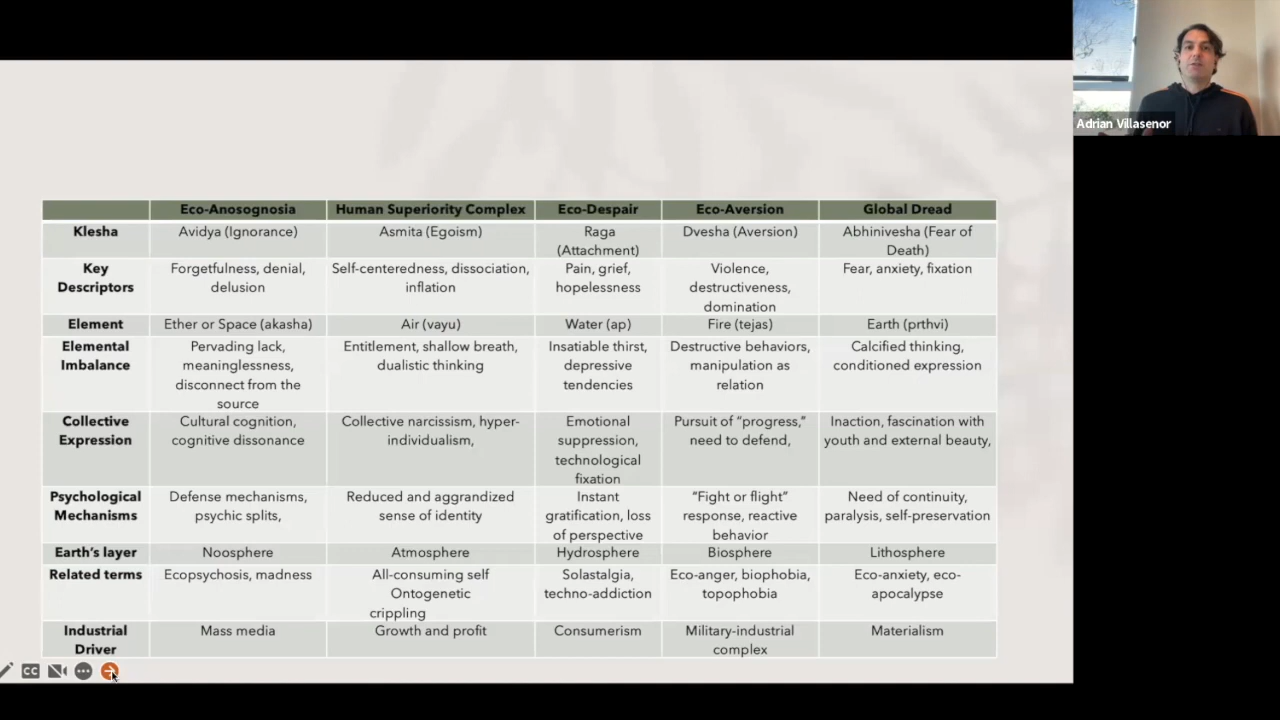 Adrian Villasenor
Eco-Anosognosia Human Superiority Complex Eco-Despair Eco-Aversion Global Dread
Klesha Avidya (Ignorance) Asmita (Egoism) Raga Dvesha (Aversion) Abhinivesha (Fear of
(Attachment) Death)
Key Forgetfulness, denial, Self-centeredness, dissociation, Pain, grief, Violence, Fear, anxiety, fixation
Descriptors delusion inflation hopelessness destructiveness,
domination
Element Ether or Space (akasha) Air (vayu) Water (ap) Fire (tejas) Earth (prthvi)
Elemental Pervading lack, Entitlement, shallow breath, Insatiable thirst, Destructive behaviors, Calcified thinking,
Imbalance meaninglessness, dualistic thinking depressive manipulation as conditioned expression
disconnect from the tendencies relation
source
Collective Cultural cognition, Collective narcissism, hyper- Emotional Pursuit of “progress,” Inaction, fascination with
Expression cognitive dissonance individualism, suppression, need to defend, youth and external beauty,
technological
fixation
Psychological Defense mechanisms, Reduced and aggrandized Instant “Fight or flight” Need of continuity,
Mechanisms psychic splits, sense of identity gratification, loss response, reactive paralysis, self-preservation
of perspective behavior
Earth’s layer Noosphere Atmosphere Hydrosphere Biosphere Lithosphere
Related terms Ecopsychosis, madness All-consuming self Solastalgia, Eco-anger, biophobia, Eco-anxiety, eco-
Ontogenetic techno-addiction topophobia apocalypse
crippling
Industrial Mass media Growth and profit Consumerism Military-industrial Materialism
Driver complex
CC